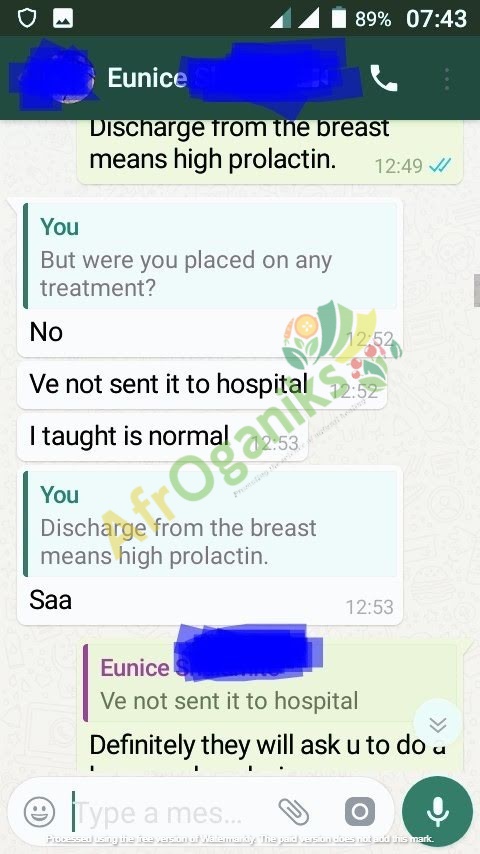 89% 07:43
Eunice
Discharge from the breast
means high prolactin.
12:49
You
But were you placed on any
treatment?
No
12:52
Ve not sent it to hospital
12:52
I taught is normal
12:53
You
Discharge from the breast
means high prolactin.
Saa
12:53
AfrOganiks
Eunice
Ve not sent it to hospital
Definitely they will ask u to do a
Type a mes...
Processed using the free version of Watermarkly. The paid version does not add this mark.